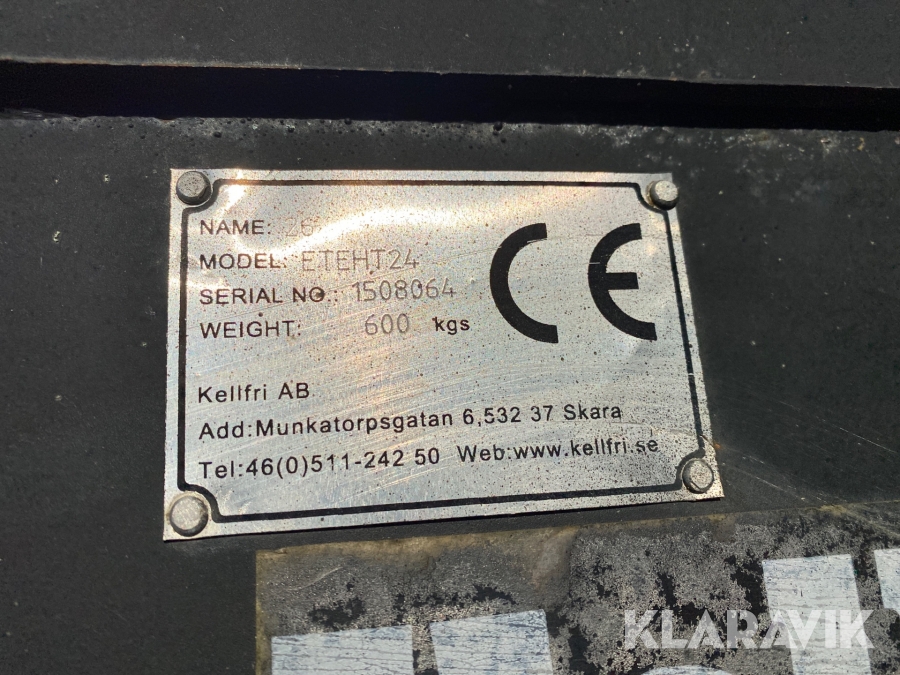 NAME: 26
MODEL: ETEHT24
SERIAL NO.: 1508064
WEIGHT: 600 kgs
CE
Kellfri AB
Add:Munkatorpsgatan 6,532 37 Skara
Tel:46(0)511-242 50 Web:www.kellfri.se
KLARAVIK